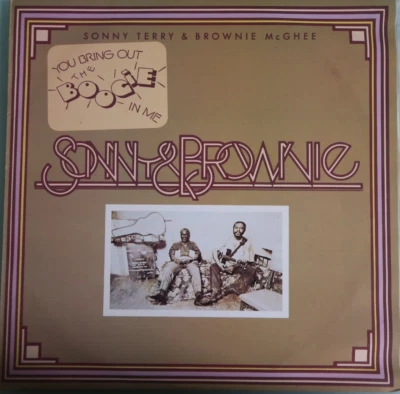 SONNY TERRY & BROWNIE McGHEE
YOU BRING OUT
THE
BOOGIE
IN ME
SONNY & BROWNIE